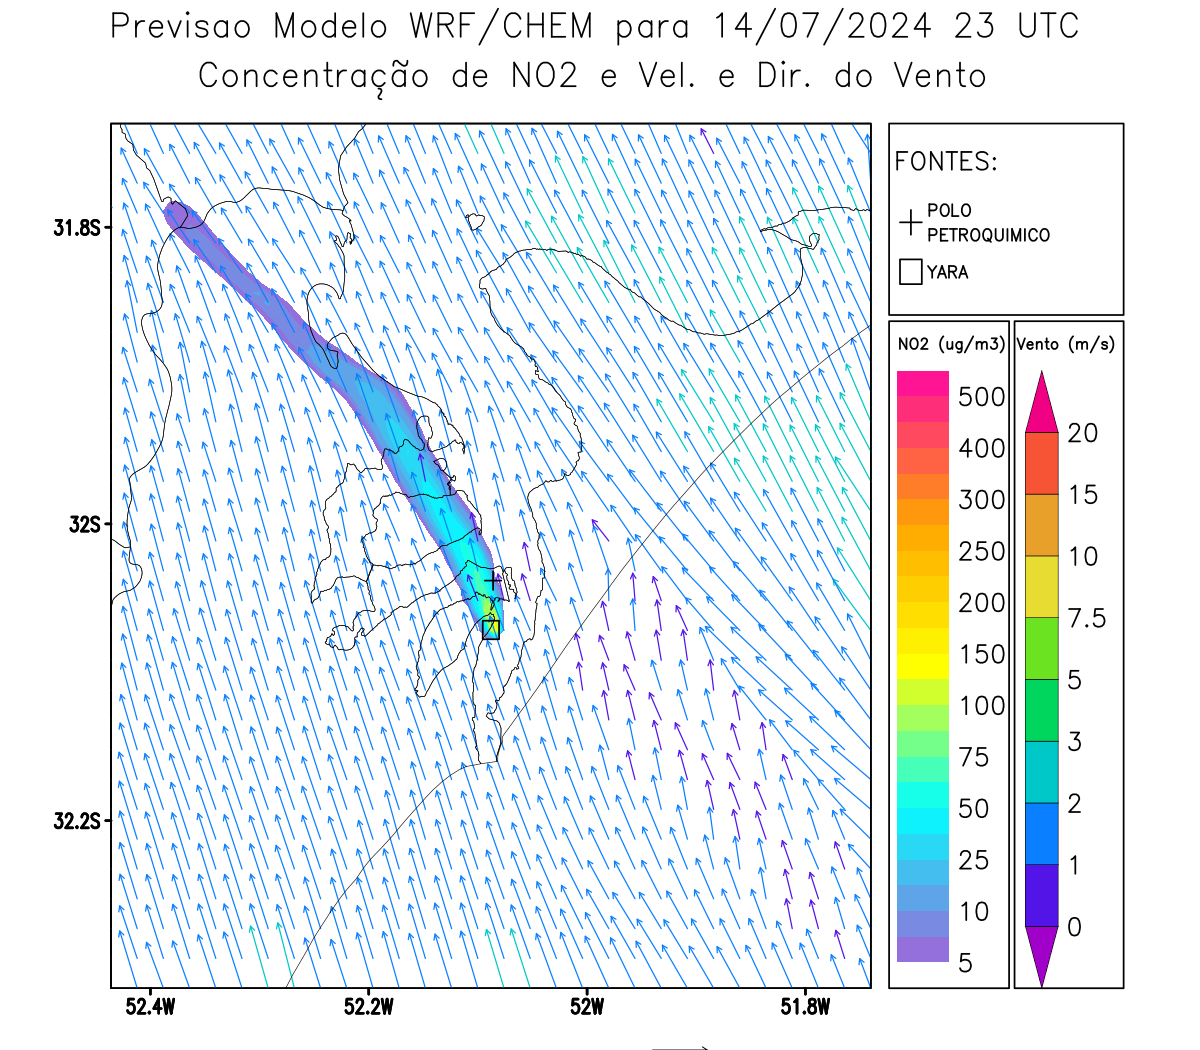 Previsao Modelo WRF/CHEM para 14/07/2024 23 UTC
Concentração de NO2 e Vel. e Dir. do Vento
FONTES:
POLO
PETROQUIMICO
YARA
NO2 (ug/m3)
500
400
300
250
200
150
100
75
50
25
10
5
Vento (m/s)
20
15
10
7.5
5
3
2
1
0
31.8S
32S
32.2S
52.4W
52.2W
52W
51.8W